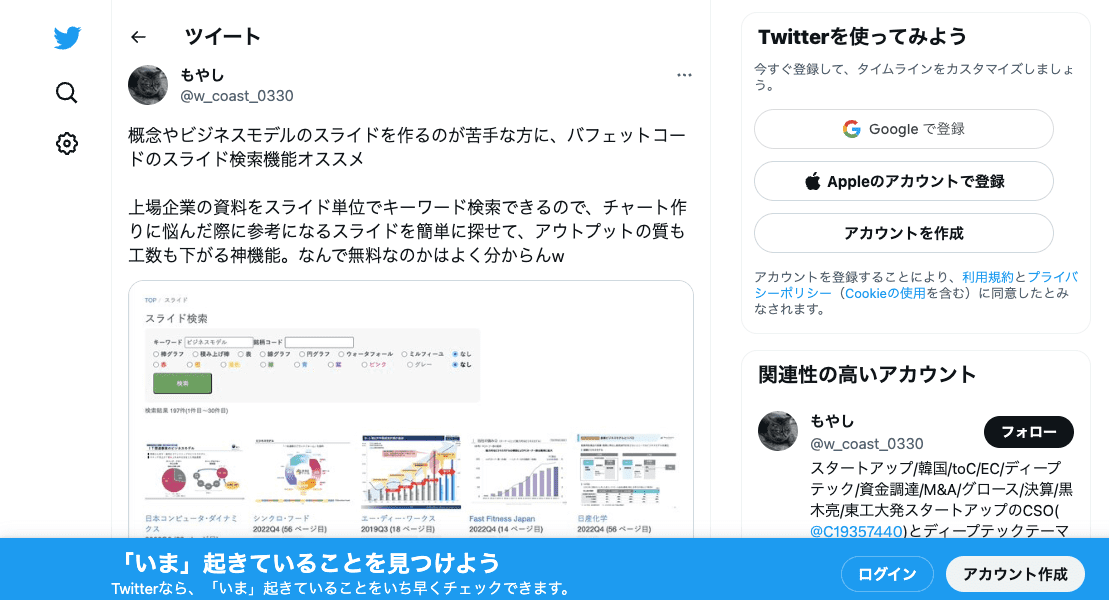 ツイート
もやし
@w_coast_0330
概念やビジネスモデルのスライドを作るのが苦手な方に、バフェットコー
ドのスライド検索機能オススメ
上場企業の資料をスライド単位でキーワード検索できるので、チャート作
りに悩んだ際に参考になるスライドを簡単に探せて、アウトプットの質も
工数も下がる神機能。なんで無料なのかはよく分からんw
TOP / スライド
スライド検索
キーワード ビジネスモデル 銘柄コード
棒グラフ 積み上げ棒 表 線グラフ 円グラフ ウォータフォール ミルフィーユ なし
赤 橙 黄色 緑 青 紫 ピンク グレー なし
検索
検索結果 197件(1件目～30件目)
日本コンピュータ・ダイナミ
クス
シンクロ・フード
2022Q4 (56 ページ目)
エー・ディー・ワークス
2019Q3 (18 ページ目)
Fast Fitness Japan
2022Q4 (56 ページ目)
日産化学
2022Q4 (56 ページ目)
Twitterを使ってみよう
今すぐ登録して、タイムラインをカスタマイズしましょ
う。
Google で登録
Appleのアカウントで登録
アカウントを作成
アカウントを登録することにより、利用規約とプライバ
シーポリシー（Cookieの使用を含む）に同意したとみ
なされます。
関連性の高いアカウント
もやし
@w_coast_0330
フォロー
スタートアップ/韓国/toC/EC/ディープ
テック/資金調達/M&A/グロース/決算/黒
木亮/東工大発スタートアップのCSO(
@C19357440)とディープテックテーマ
「いま」起きていることを見つけよう
Twitterなら、「いま」起きていることをいち早くチェックできます。
ログイン
アカウント作成